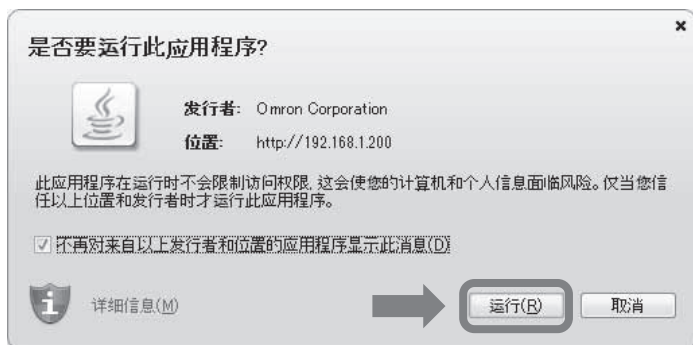 是否要运行此应用程序?
发行者: Omron Corporation
位置: http://192.168.1.200
此应用程序在运行时不会限制访问权限, 这会使您的计算机和个人信息面临风险。仅当您信
任以上位置和发行者时才运行此应用程序。
不再对来自以上发行者和位置的应用程序显示此消息(D)
详细信息(M)
运行(R) 取消